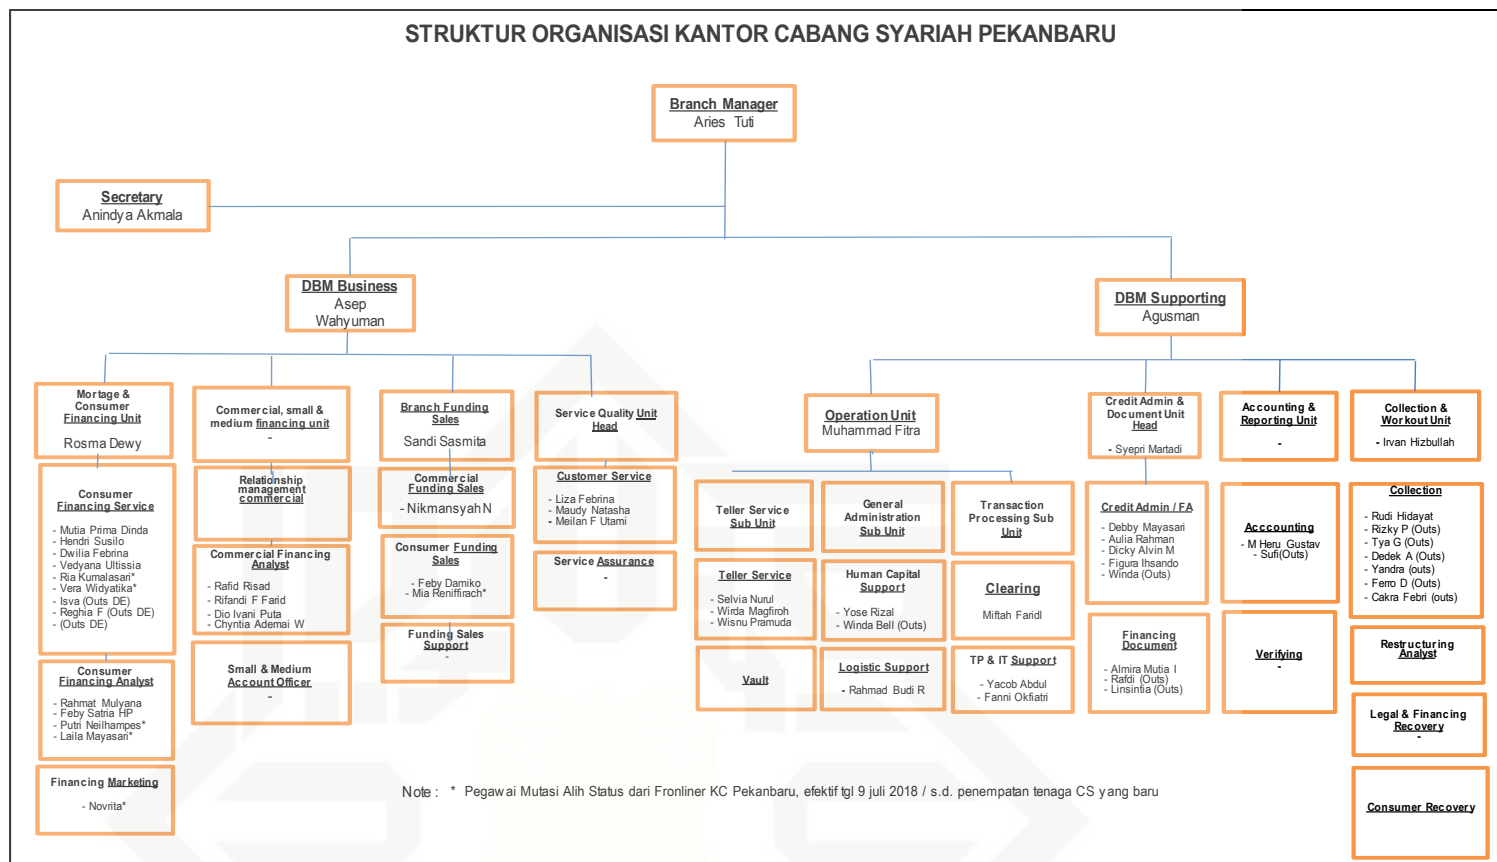 STRUKTUR ORGANISASI KANTOR CABANG SYARIAH PEKANBARU
Branch Manager
Aries Tuti
Secretary
Anindya Akmala
DBM Business
Asep
Wahyuman
DBM Supporting
Agusman
Mortage &
Consumer
Financing Unit
Rosma Dewy
Commercial, small &
medium financing unit
-
Branch Funding
Sales
Sandi Sasmita
Service Quality Unit
Head
Operation Unit
Muhammad Fitra
Credit Admin &
Document Unit
Head
- Syepri Martadi
Accounting &
Reporting Unit
-
Collection &
Workout Unit
- Irvan Hizbullah
Consumer
Financing Service
- Mutia Prima Dinda
- Hendri Susilo
- Dwilia Febrina
- Vedyana Ultissia
- Ria Kumalasari*
- Vera Widyatika*
- Isva (Outs DE)
- Reghia F (Outs DE)
- (Outs DE)
Consumer
Financing Analyst
- Rahmat Mulyana
- Feby Satria HP
- Putri Neilhampes*
- Laila Mayasari*
Financing Marketing
- Novrita*
Relationship
management
commercial
Commercial Financing
Analyst
- Rafid Risad
- Rifandi F Farid
- Dio Ivani Puta
- Chyntia Ademai W
Small & Medium
Account Officer
-
Commercial
Funding Sales
- Nikmansyah N
Consumer Funding
Sales
- Feby Damiko
- Mia Reniffirach*
Funding Sales
Support
-
Customer Service
- Liza Febrina
- Maudy Natasha
- Meilan F Utami
Service Assurance
-
Teller Service
Sub Unit
Teller Service
- Selvia Nurul
- Wirda Magfiroh
- Wisnu Pramuda
Vault
General
Administration
Sub Unit
Human Capital
Support
- Yose Rizal
- Winda Bell (Outs)
Logistic Support
- Rahmad Budi R
Transaction
Processing Sub
Unit
Clearing
Miftah Faridl
TP & IT Support
- Yacob Abdul
- Fanni Okfiatri
Credit Admin / FA
- Debby Mayasari
- Aulia Rahman
- Dicky Alvin M
- Figura Ihsando
- Winda (Outs)
Financing
Document
- Almira Mutia I
- Rafdi (Outs)
- Linsintia (Outs)
Acccounting
- M Heru Gustav
- Sufi(Outs)
Verifying
-
Collection
- Rudi Hidayat
- Rizky P (Outs)
- Tya G (Outs)
- Dedek A (Outs)
- Yandra (outs)
- Ferro D (Outs)
- Cakra Febri (outs)
Restructuring
Analyst
Legal & Financing
Recovery
-
Consumer Recovery
Note : * Pegawai Mutasi Alih Status dari Fronliner KC Pekanbaru, efektif tgl 9 juli 2018 / s.d. penempatan tenaga CS yang baru